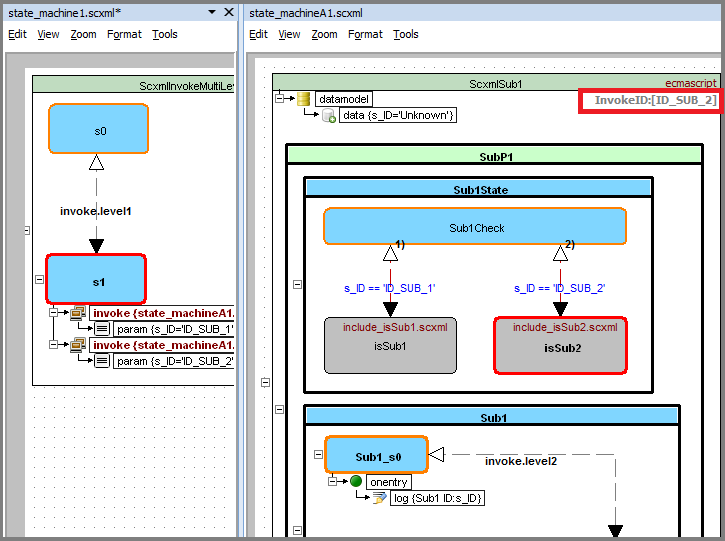 state_machine1.scxml*
Edit View Zoom Format Tools
ScxmlInvokeMultiLev
s0
invoke.level1
s1
invoke {state_machineA1.
param {s_ID='ID_SUB_1'
invoke {state_machineA1.
param {s_ID='ID_SUB_2'
state_machineA1.scxml
Edit View Zoom Format Tools
ScxmlSub1
ecmascript
InvokeID:[ID_SUB_2]
datamodel
data {s_ID='Unknown'}
SubP1
Sub1State
Sub1Check
1)
2)
s_ID == 'ID_SUB_1'
s_ID == 'ID_SUB_2'
include_isSub1.scxml
isSub1
include_isSub2.scxml
isSub2
Sub1
Sub1_s0
invoke.level2
onentry
log {Sub1 ID:s_ID}